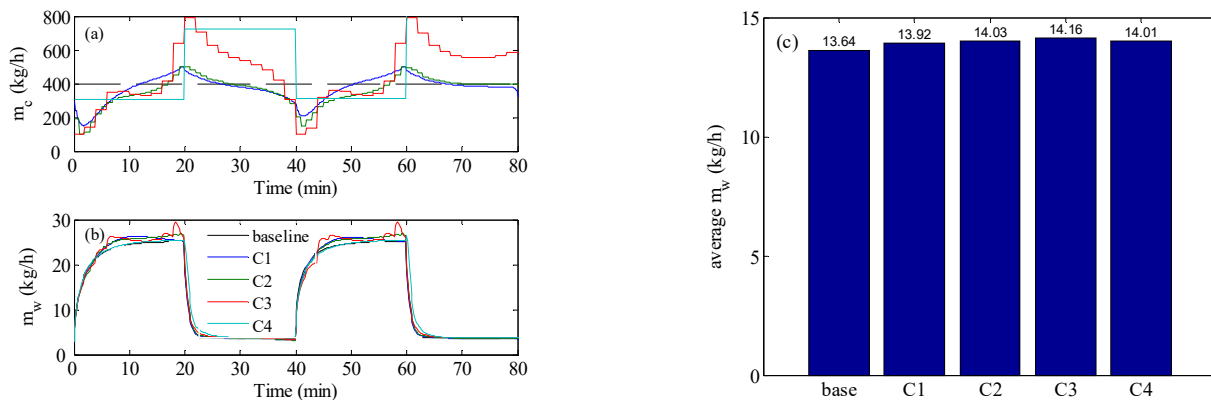 (a)
m_c (kg/h)
800
600
400
200
0
0 10 20 30 40 50 60 70 80
Time (min)
(b)
m_w (kg/h)
30
20
10
0
baseline
C1
C2
C3
C4
0 10 20 30 40 50 60 70 80
Time (min)
(c)
average m_w (kg/h)
15
10
5
0
13.64 13.92 14.03 14.16 14.01
base C1 C2 C3 C4